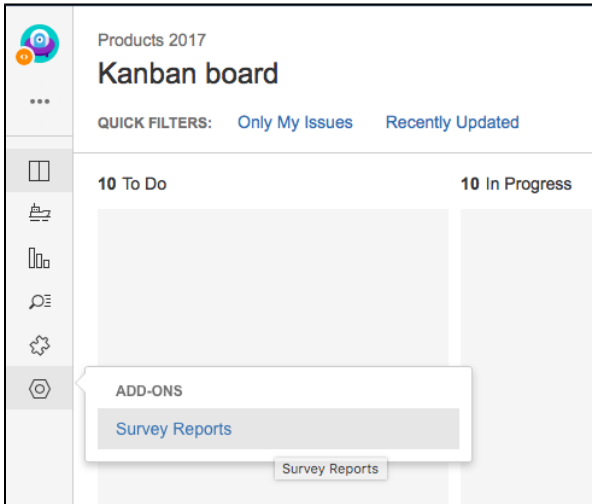 Products 2017
Kanban board
QUICK FILTERS: Only My Issues Recently Updated
10 To Do 10 In Progress
ADD-ONS
Survey Reports
Survey Reports